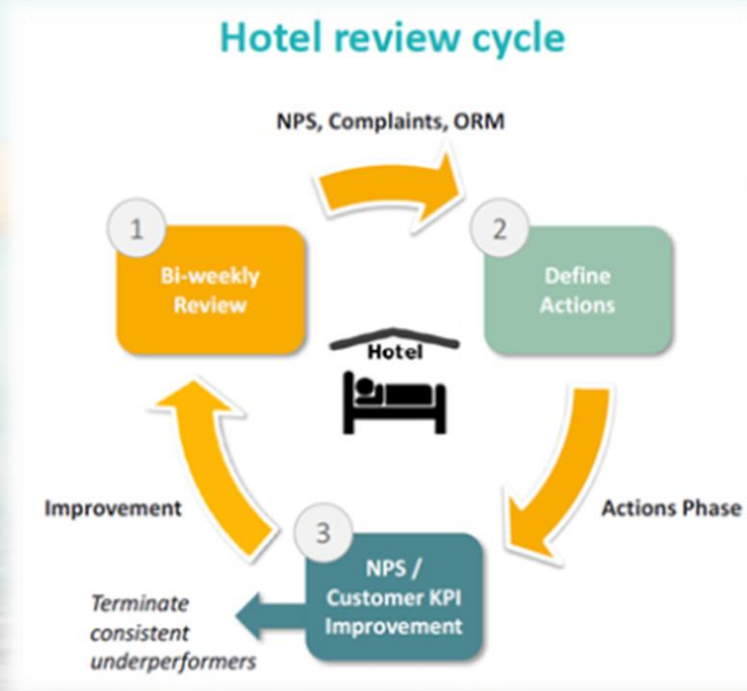 Hotel review cycle
NPS, Complaints, ORM
1
Bi-weekly
Review
2
Define
Actions
Hotel
Improvement
Actions Phase
3
NPS /
Customer KPI
Improvement
Terminate
consistent
underperformers